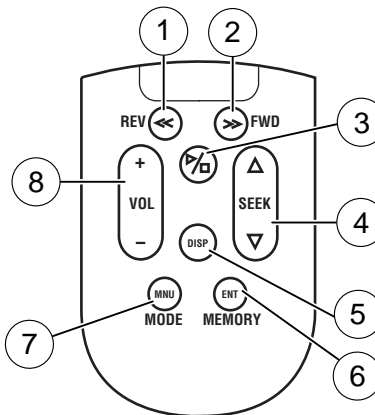 1 2
REV FWD
3
8
+
VOL SEEK
4
−
DISP
5
MNU ENT
7 MODE MEMORY
6